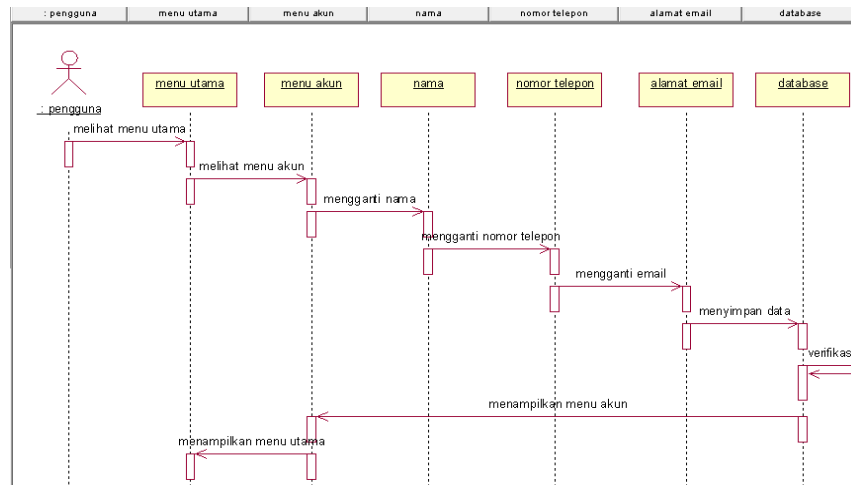 : pengguna
menu utama
menu akun
nama
nomor telepon
alamat email
database
: pengguna
menu utama
menu akun
nama
nomor telepon
alamat email
database
melihat menu utama
melihat menu akun
mengganti nama
mengganti nomor telepon
mengganti email
menyimpan data
verifikas
menampilkan menu akun
menampilkan menu utama